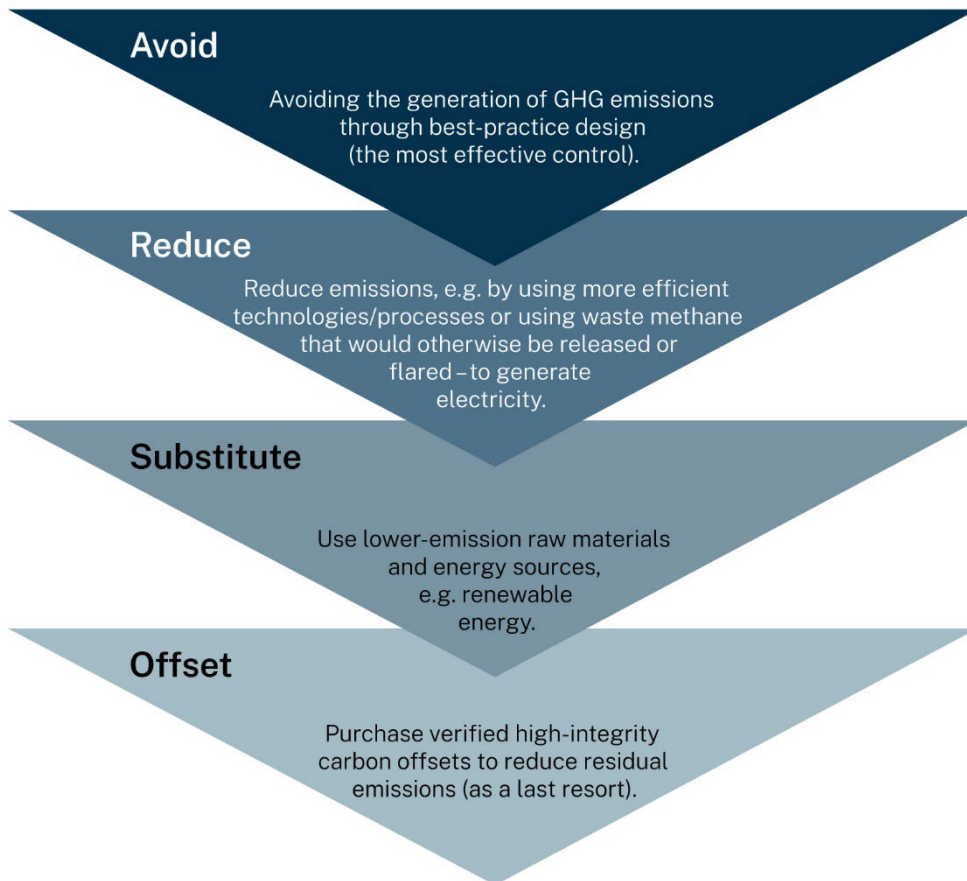 Avoid
Avoiding the generation of GHG emissions
through best-practice design
(the most effective control).
Reduce
Reduce emissions, e.g. by using more efficient
technologies/processes or using waste methane
that would otherwise be released or
flared – to generate
electricity.
Substitute
Use lower-emission raw materials
and energy sources,
e.g. renewable
energy.
Offset
Purchase verified high-integrity
carbon offsets to reduce residual
emissions (as a last resort).